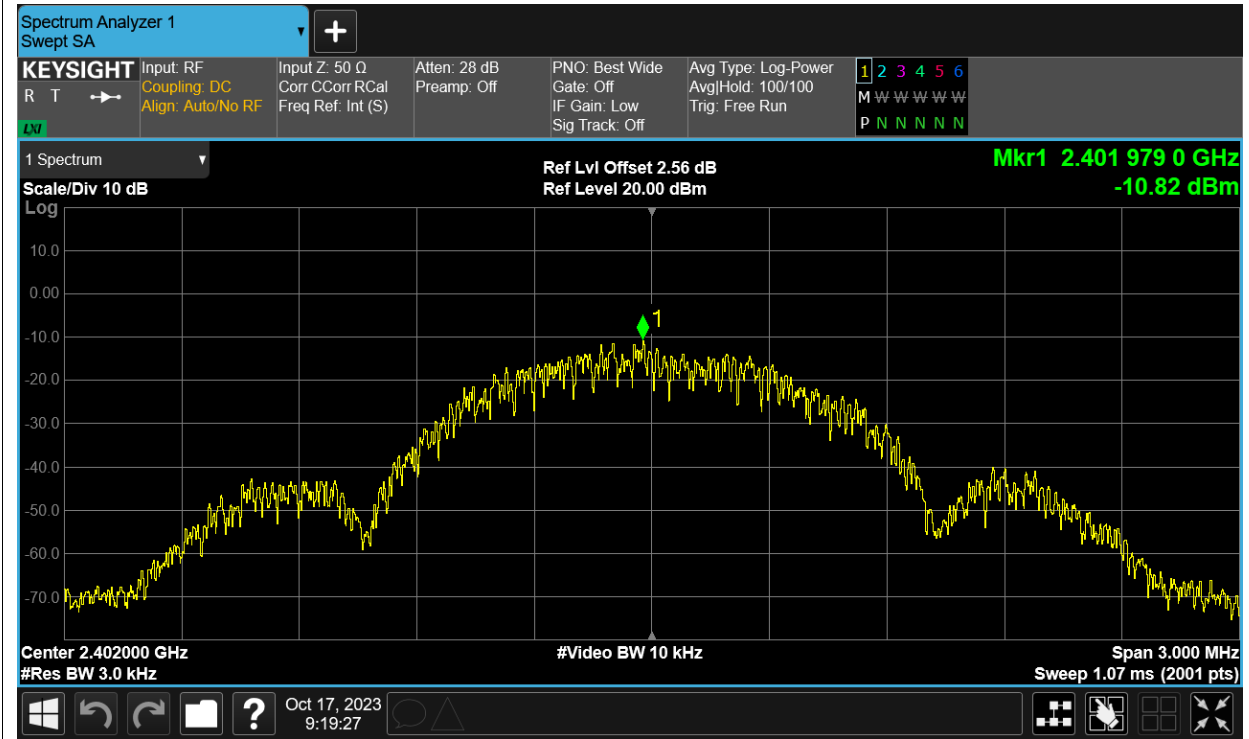 Spectrum Analyzer 1
Swept SA
KEYSIGHT
R T
LXI
Input: RF
Coupling: DC
Align: Auto/No RF
Input Z: 50 Ω
Corr CCorr RCal
Freq Ref: Int (S)
Atten: 28 dB
Preamp: Off
PNO: Best Wide
Gate: Off
IF Gain: Low
Sig Track: Off
Avg Type: Log-Power
Avg|Hold: 100/100
Trig: Free Run
1 2 3 4 5 6
M W W W W W
P N N N N N
1 Spectrum
Scale/Div 10 dB
Log
Ref Lvl Offset 2.56 dB
Ref Level 20.00 dBm
Mkr1 2.401 979 0 GHz
-10.82 dBm
10.0
0.00
-10.0
-20.0
-30.0
-40.0
-50.0
-60.0
-70.0
1
Center 2.402000 GHz
#Res BW 3.0 kHz
#Video BW 10 kHz
Span 3.000 MHz
Sweep 1.07 ms (2001 pts)
?
Oct 17, 2023
9:19:27